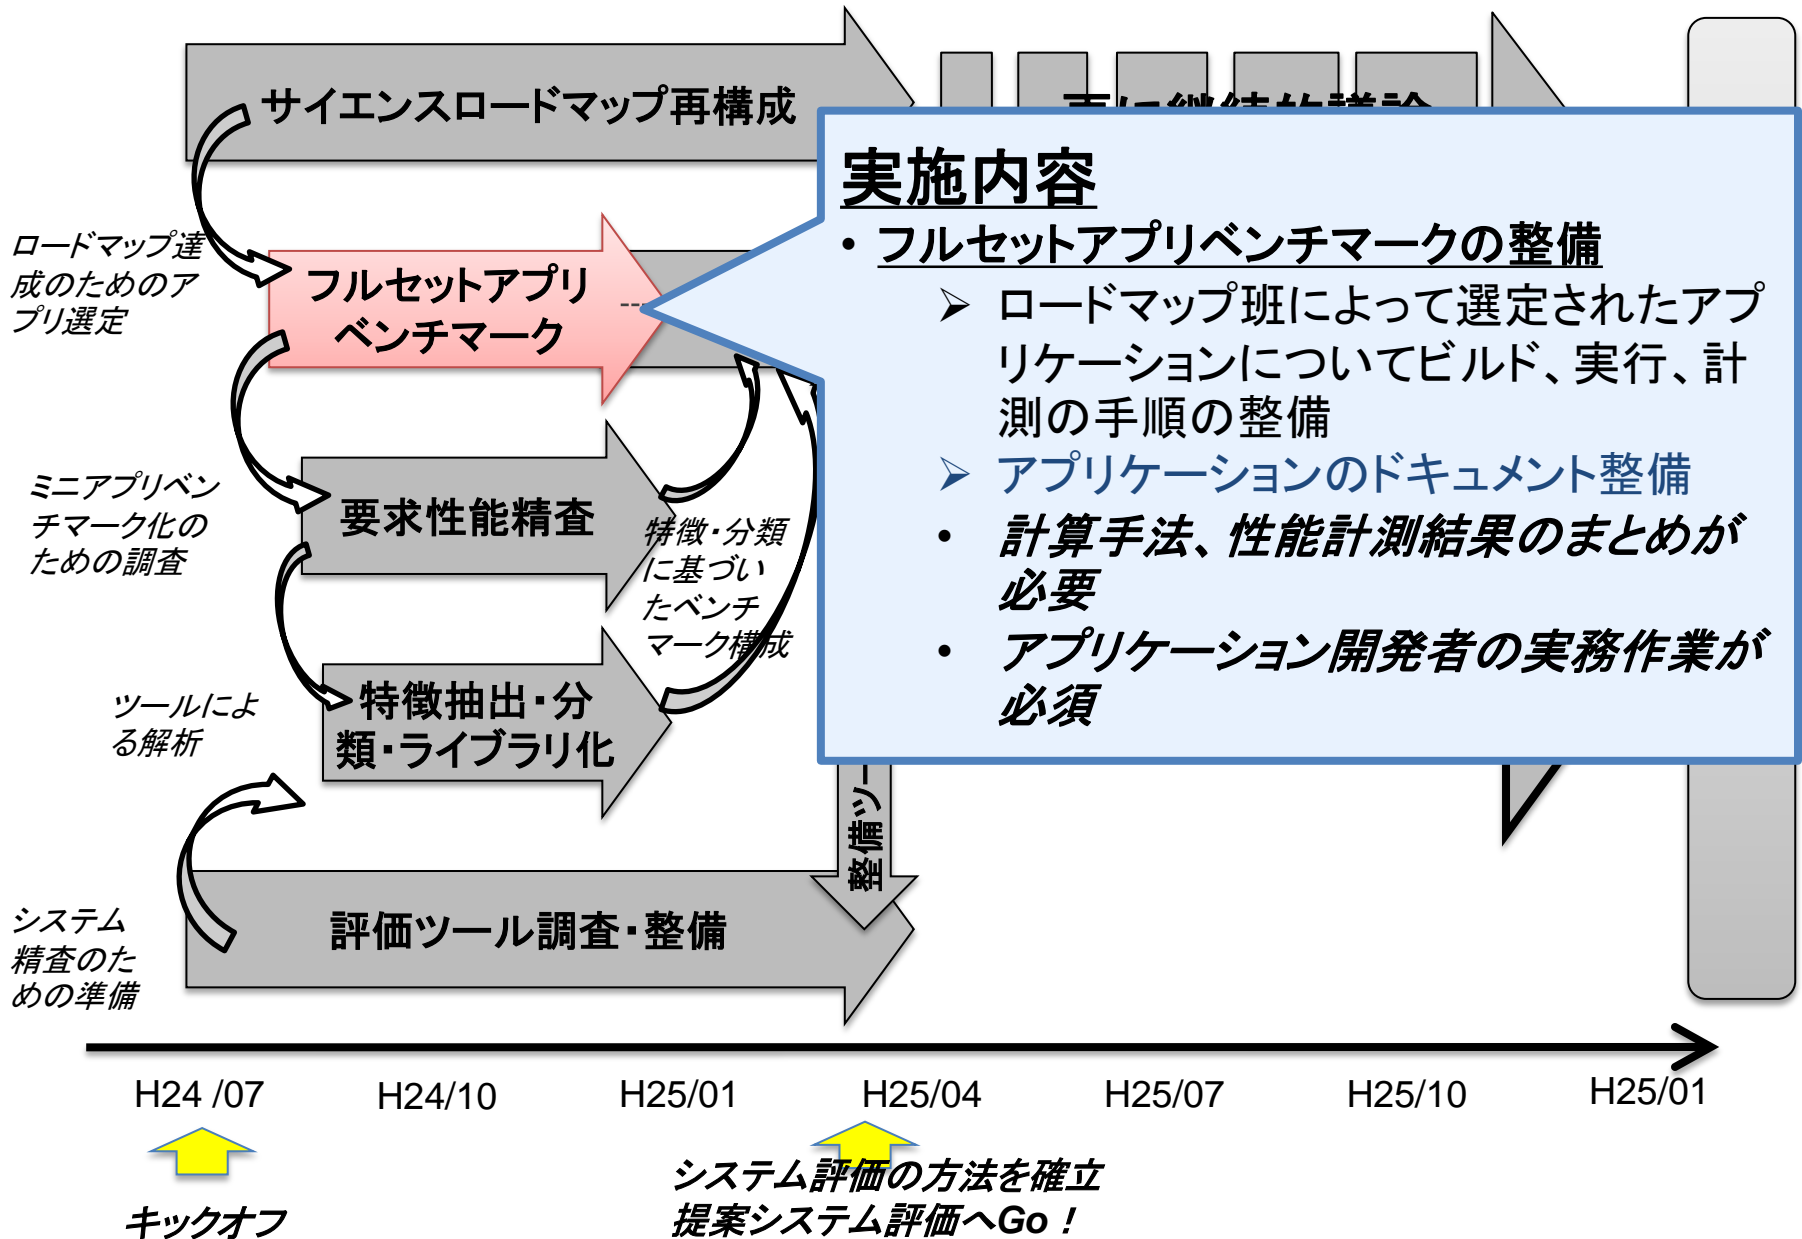 サイエンスロードマップ再構成
更に継続的議論
実施内容
• フルセットアプリベンチマークの整備
➢ ロードマップ班によって選定されたアプ
リケーションについてビルド、実行、計
測の手順の整備
➢ アプリケーションのドキュメント整備
• 計算手法、性能計測結果のまとめが
必要
• アプリケーション開発者の実務作業が
必須
ロードマップ達
成のためのア
プリ選定
フルセットアプリ
ベンチマーク
ミニアプリベン
チマーク化の
ための調査
要求性能精査
特徴・分類
に基づい
たベンチ
マーク構成
ツールによ
る解析
特徴抽出・分
類・ライブラリ化
整備ツー
システム
精査のた
めの準備
評価ツール調査・整備
H24 /07
H24/10
H25/01
H25/04
H25/07
H25/10
H25/01
キックオフ
システム評価の方法を確立
提案システム評価へGo！